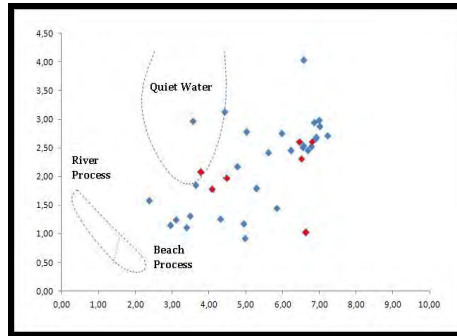 4,50
4,00
3,50
3,00
2,50
2,00
1,50
1,00
0,50
0,00
Quiet Water
River
Process
Beach
Process
0,00 1,00 2,00 3,00 4,00 5,00 6,00 7,00 8,00 9,00 10,00